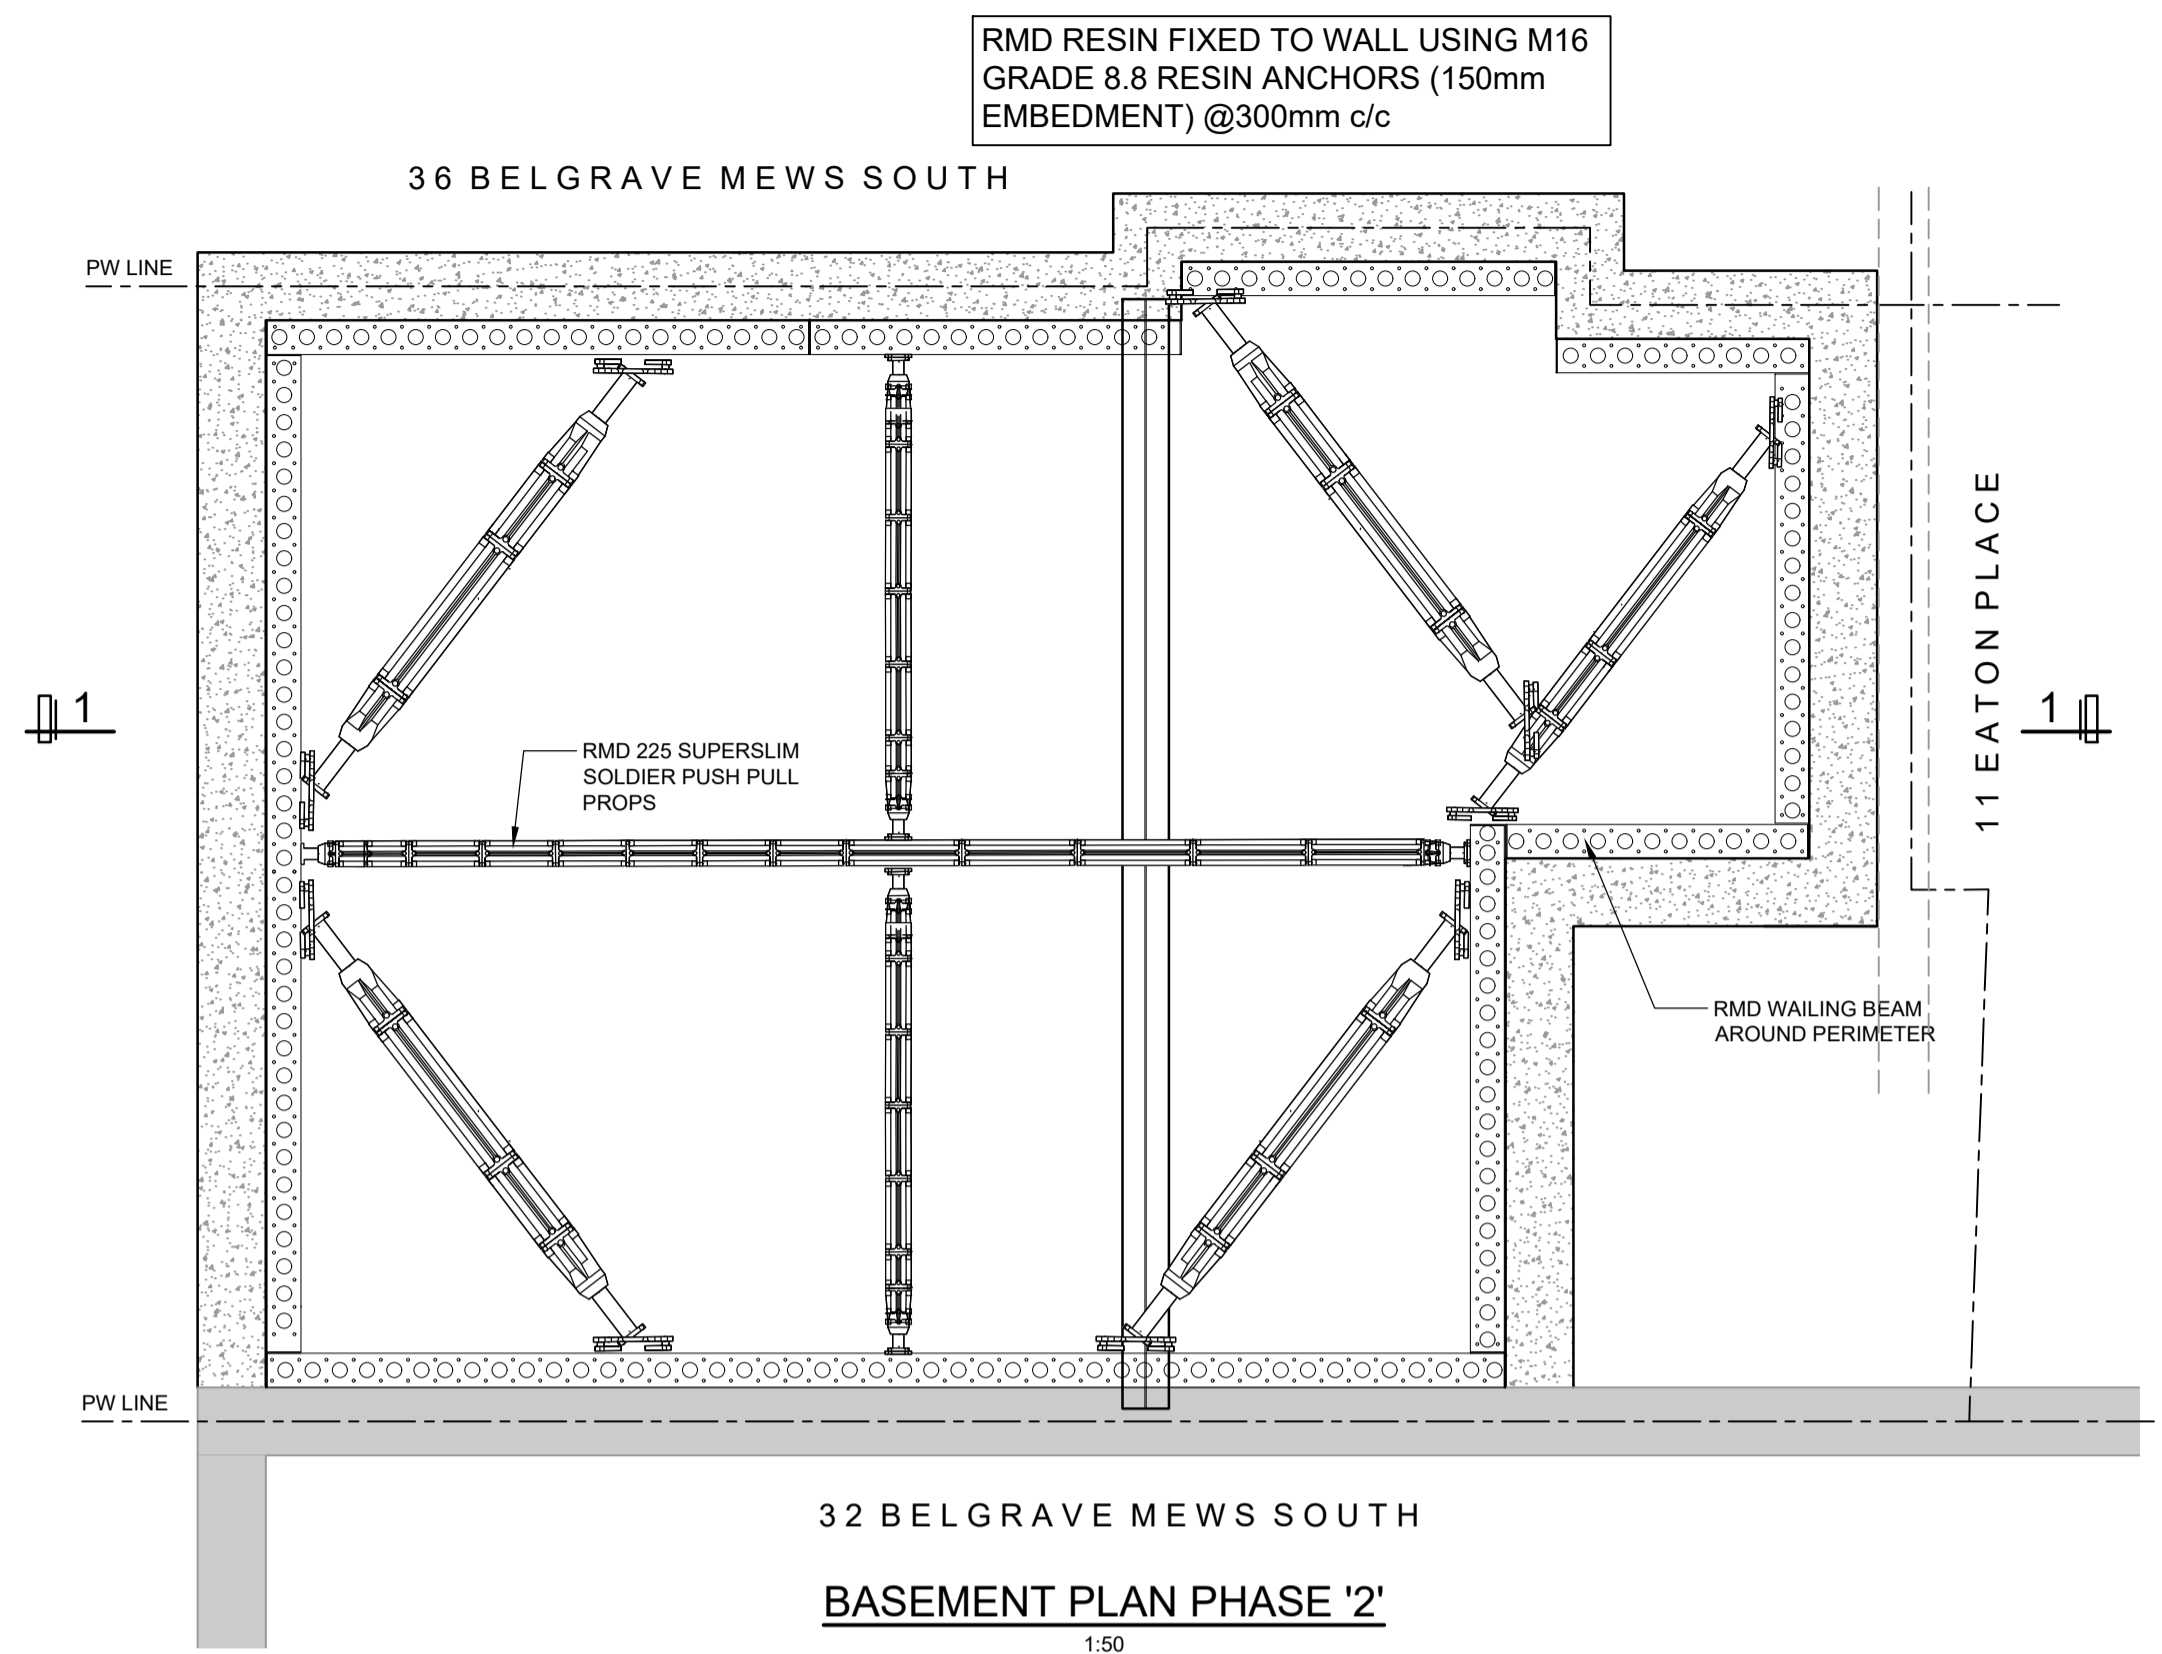 RMD RESIN FIXED TO WALL USING M16
GRADE 8.8 RESIN ANCHORS (150mm
EMBEDMENT) @300mm c/c
36 BELGRAVE MEWS SOUTH
PW LINE
11 EATON PLACE
1
1
RMD 225 SUPERSLIM
SOLDIER PUSH PULL
PROPS
RMD WAILING BEAM
AROUND PERIMETER
PW LINE
32 BELGRAVE MEWS SOUTH
BASEMENT PLAN PHASE '2'
1:50